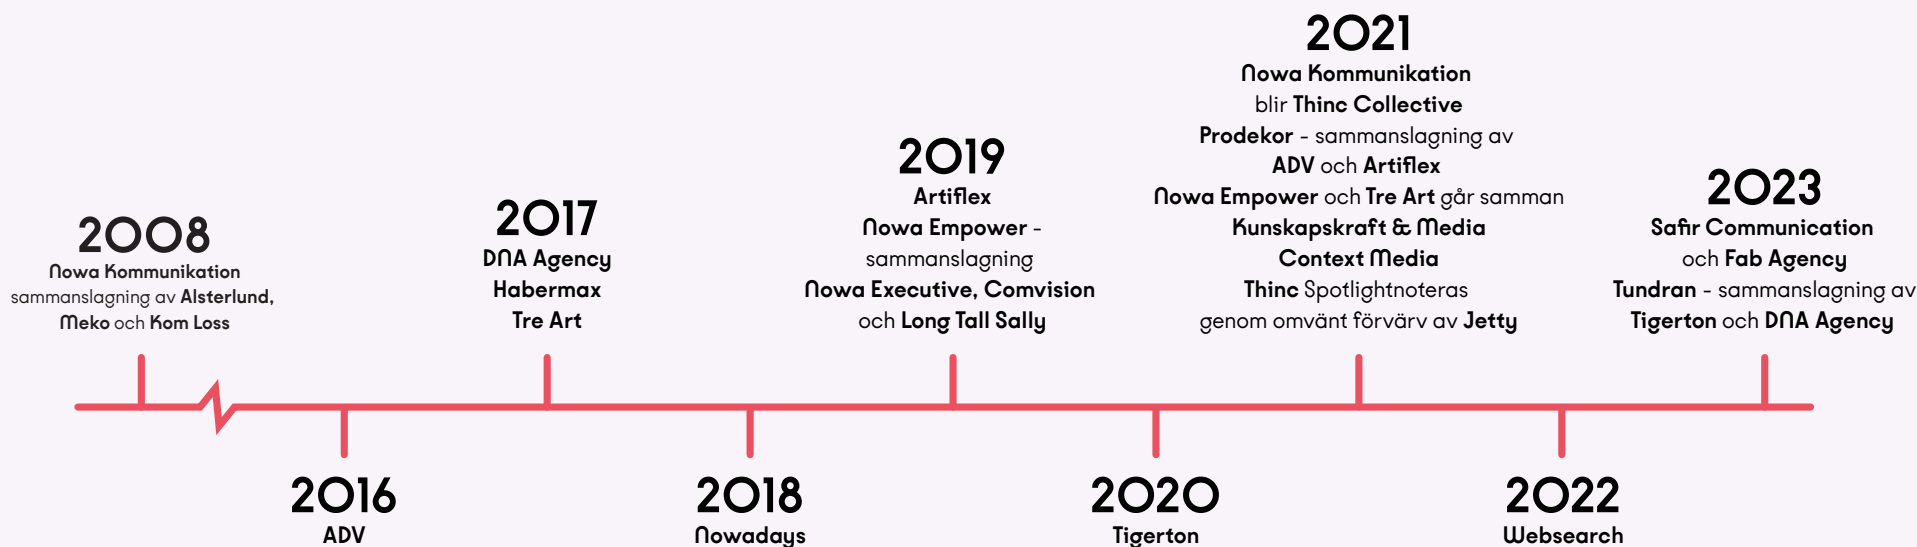 2008
Nowa Kommunikation
sammanslagning av Alsterlund,
Meko och Kom Loss
2016
ADV
2017
DNA Agency
Habermax
Tre Art
2018
Nowadays
2019
Artiflex
Nowa Empower -
sammanslagning
Nowa Executive, Comvision
och Long Tall Sally
2020
Tigerton
2021
Nowa Kommunikation
blir Thinc Collective
Prodekor - sammanslagning av
ADV och Artiflex
Nowa Empower och Tre Art går samman
Kunskapskraft & Media
Context Media
Thinc Spotlightnoteras
genom omvänt förvärv av Jetty
2022
Websearch
2023
Safir Communication
och Fab Agency
Tundran - sammanslagning av
Tigerton och DNA Agency